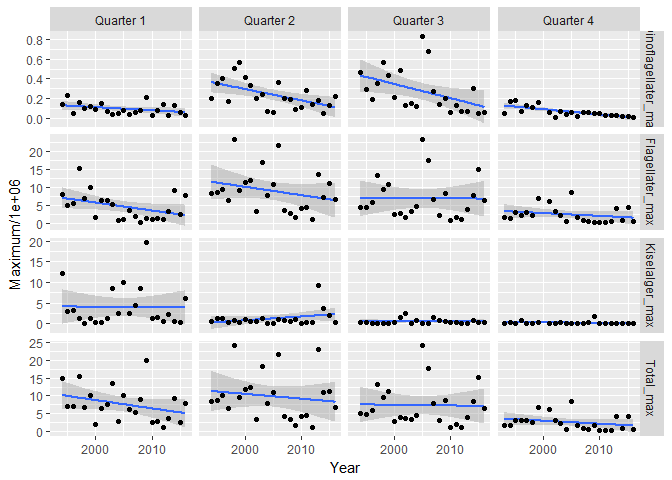 Quarter 1 Quarter 2 Quarter 3 Quarter 4
0.8
0.6
0.4
0.2
0.0
inoflagellater_ma
20
15
10
5
0
Flagellater_max
20
15
10
5
0
Kiselalger_max
25
20
15
10
5
0
Total_max
Maximum/1e+06
2000 2010 2000 2010 2000 2010 2000 2010
Year